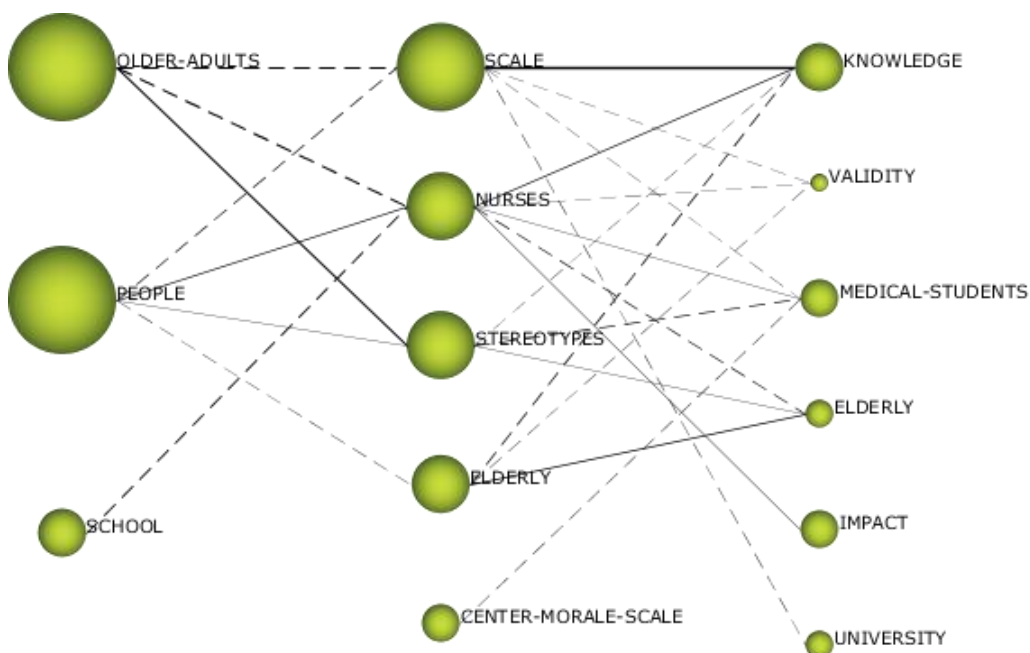 OLDER-ADULTS
PEOPLE
SCHOOL
SCALE
NURSES
STEREOTYPES
ELDERLY
CENTER-MORALE-SCALE
KNOWLEDGE
VALIDITY
MEDICAL-STUDENTS
ELDERLY
IMPACT
UNIVERSITY